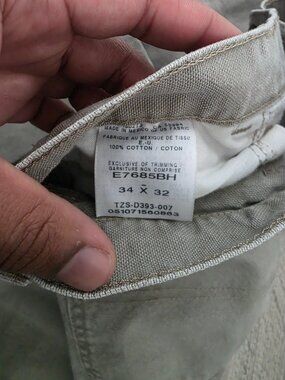 MADE IN MEXICO OF US FABRIC
FABRIQUE AU MEXIQUE DE TISSU
E.-U.
100% COTTON / COTON
EXCLUSIVE OF TRIMMING
GARNITURE NON COMPRISE
E7685BH
34 X 32
TZS-D393-007
051071560863